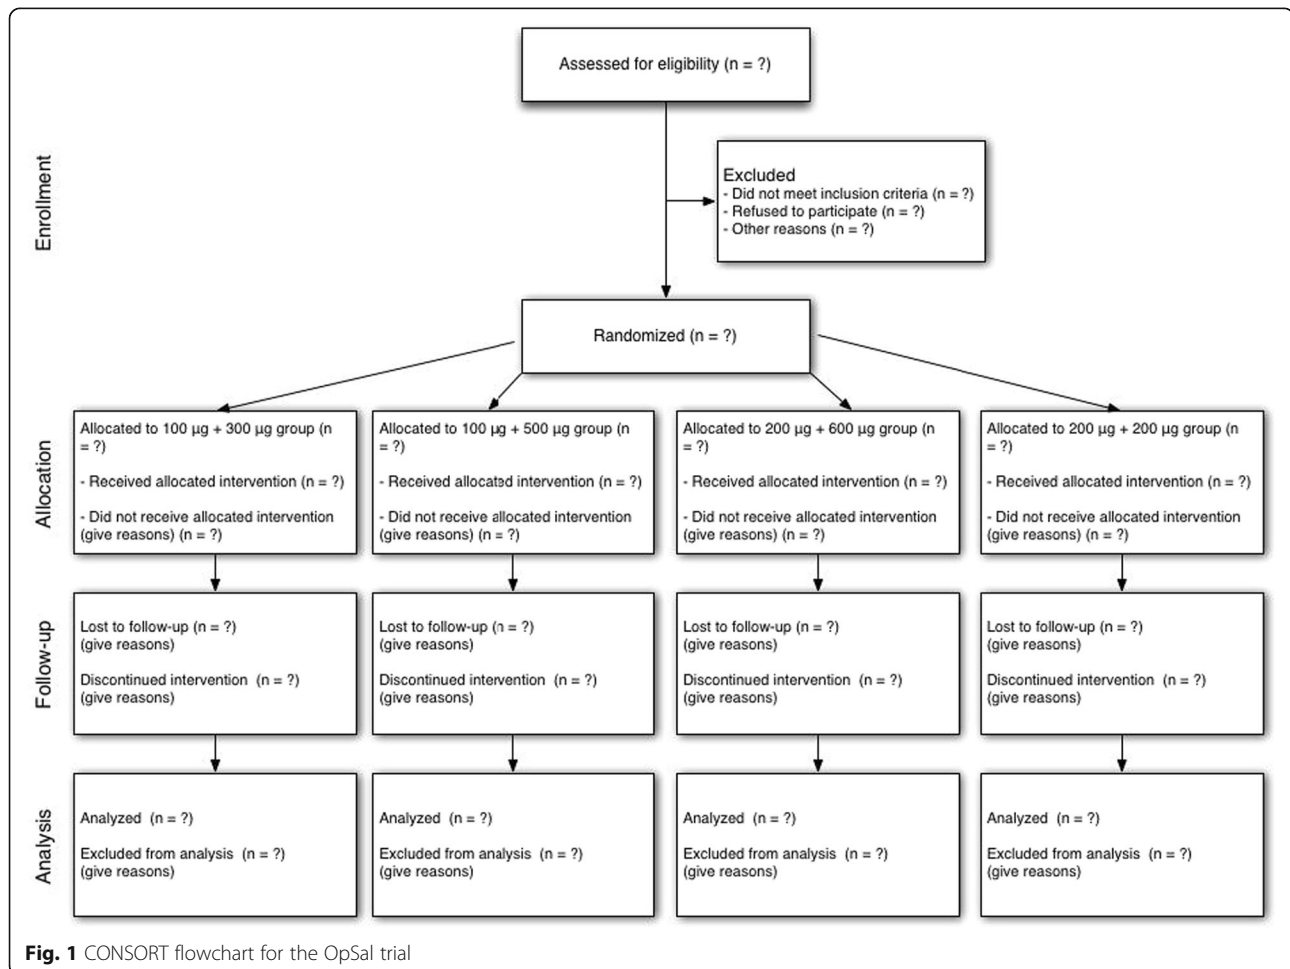 Assessed for eligibility (n = ?)
Enrollment
Excluded
- Did not meet inclusion criteria (n = ?)
- Refused to participate (n = ?)
- Other reasons (n = ?)
Randomized (n = ?)
Allocation
Allocated to 100 µg + 300 µg group (n
= ?)
- Received allocated intervention (n = ?)
- Did not receive allocated intervention
(give reasons) (n = ?)
Allocated to 100 µg + 500 µg group (n
= ?)
- Received allocated intervention (n = ?)
- Did not receive allocated intervention
(give reasons) (n = ?)
Allocated to 200 µg + 600 µg group (n
= ?)
- Received allocated intervention (n = ?)
- Did not receive allocated intervention
(give reasons) (n = ?)
Allocated to 200 µg + 200 µg group (n
= ?)
- Received allocated intervention (n = ?)
- Did not receive allocated intervention
(give reasons) (n = ?)
Follow-up
Lost to follow-up (n = ?)
(give reasons)
Discontinued intervention (n = ?)
(give reasons)
Lost to follow-up (n = ?)
(give reasons)
Discontinued intervention (n = ?)
(give reasons)
Lost to follow-up (n = ?)
(give reasons)
Discontinued intervention (n = ?)
(give reasons)
Lost to follow-up (n = ?)
(give reasons)
Discontinued intervention (n = ?)
(give reasons)
Analysis
Analyzed (n = ?)
Excluded from analysis (n = ?)
(give reasons)
Analyzed (n = ?)
Excluded from analysis (n = ?)
(give reasons)
Analyzed (n = ?)
Excluded from analysis (n = ?)
(give reasons)
Analyzed (n = ?)
Excluded from analysis (n = ?)
(give reasons)
Fig. 1 CONSORT flowchart for the OpSal trial